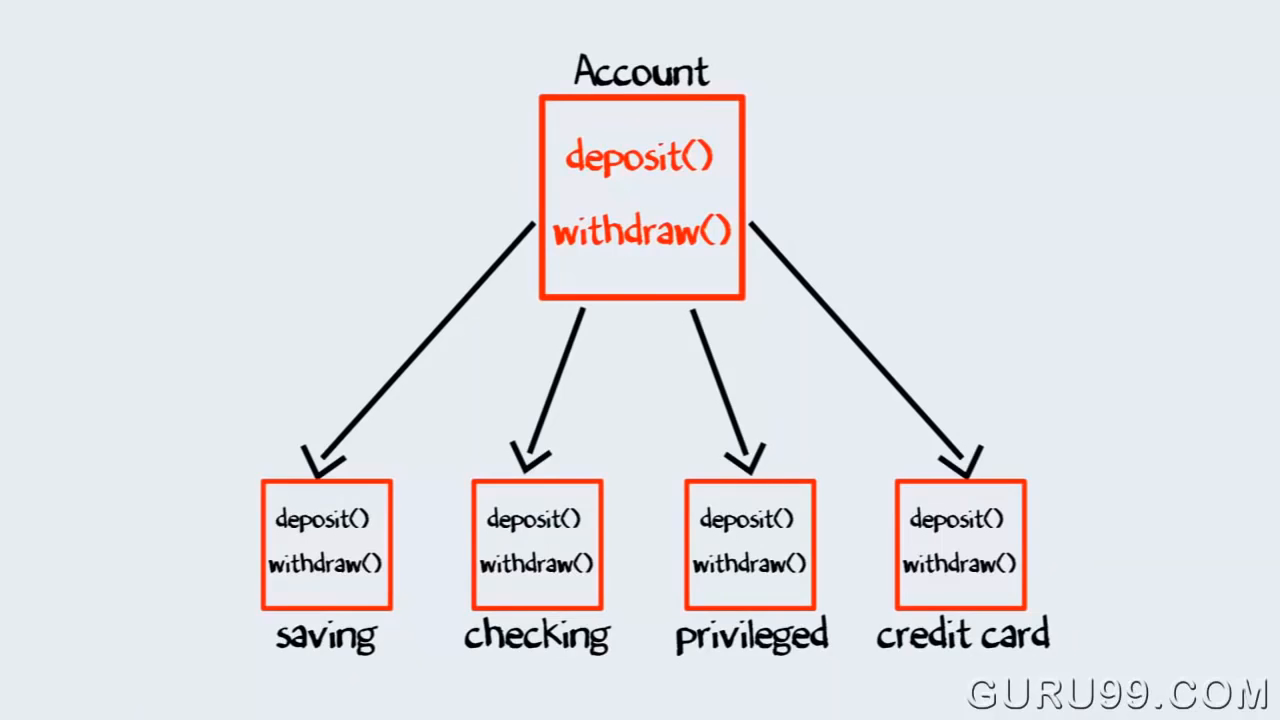 Account
deposit()
withdraw()
deposit()
withdraw()
saving
deposit()
withdraw()
checking
deposit()
withdraw()
privileged
deposit()
withdraw()
credit card
GURU99.COM